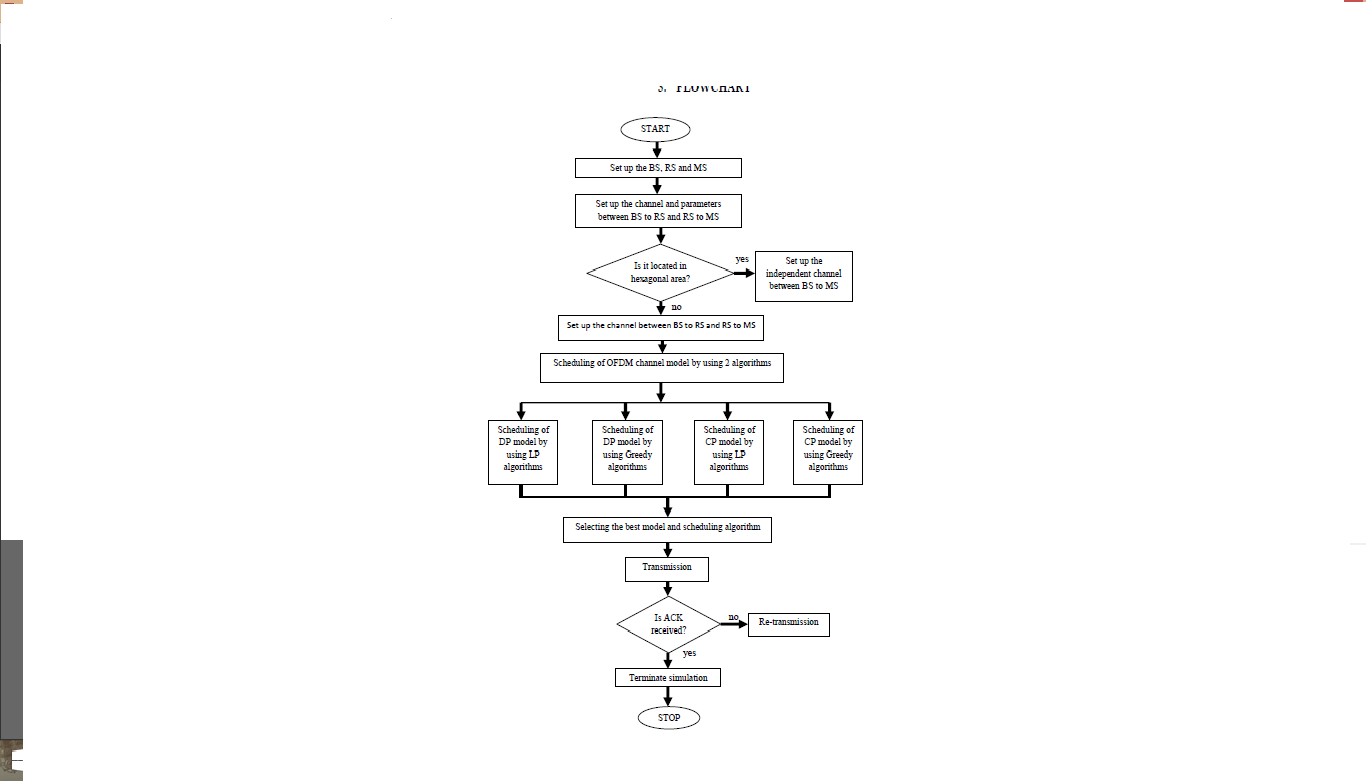 3. FLOWCHART
START
Set up the BS, RS and MS
Set up the channel and parameters
between BS to RS and RS to MS
Is it located in
hexagonal area?
yes
Set up the
independent channel
between BS to MS
no
Set up the channel between BS to RS and RS to MS
Scheduling of OFDM channel model by using 2 algorithms
Scheduling of
DP model by
using LP
algorithms
Scheduling of
DP model by
using Greedy
algorithms
Scheduling of
CP model by
using LP
algorithms
Scheduling of
CP model by
using Greedy
algorithms
Selecting the best model and scheduling algorithm
Transmission
Is ACK
received?
no
Re-transmission
yes
Terminate simulation
STOP